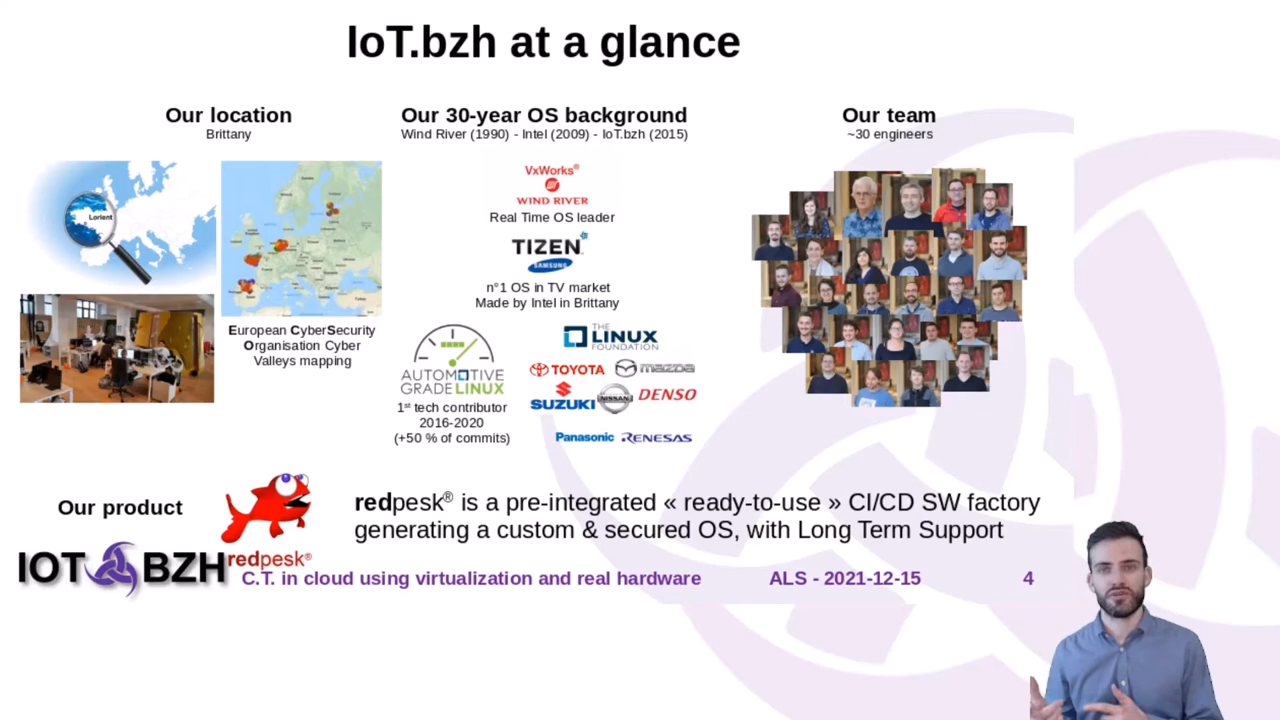 IoT.bzh at a glance
Our location
Brittany
Lorient
European CyberSecurity
Organisation Cyber
Valleys mapping
Our 30-year OS background
Wind River (1990) - Intel (2009) - IoT.bzh (2015)
VxWorks®
WIND RIVER
Real Time OS leader
TIZEN
SAMSUNG
n°1 OS in TV market
Made by Intel in Brittany
AUTOMOTIVE
GRADE LINUX
1st tech contributor
2016-2020
(+50 % of commits)
THE
LINUX
FOUNDATION
TOYOTA
mazda
SUZUKI
NISSAN
DENSO
Panasonic
RENESAS
Our team
~30 engineers
Our product
redpesk®
redpesk® is a pre-integrated « ready-to-use » CI/CD SW factory
generating a custom & secured OS, with Long Term Support
IOT BZH
C.T. in cloud using virtualization and real hardware
ALS - 2021-12-15
4